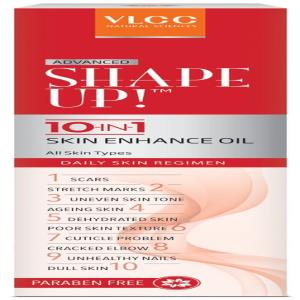 VLCC
NATURAL SCIENCES
ADVANCED
SHAPE
UP!™
10-IN-1
SKIN ENHANCE OIL
All Skin Types
DAILY SKIN REGIMEN
1 SCARS
STRETCH MARKS 2
3 UNEVEN SKIN TONE
AGEING SKIN 4
5 DEHYDRATED SKIN
POOR SKIN TEXTURE 6
7 CUTICLE PROBLEM
CRACKED ELBOW 8
9 UNHEALTHY NAILS
DULL SKIN 10
PARABEN FREE